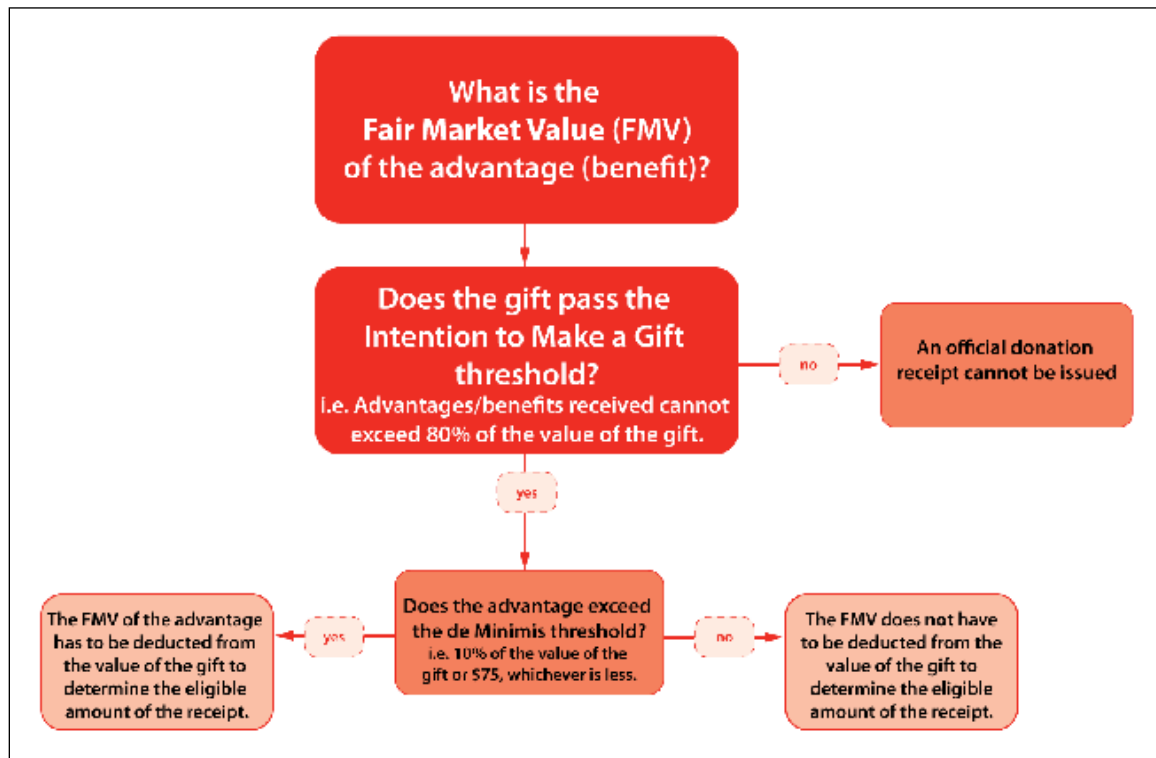 What is the
Fair Market Value (FMV)
of the advantage (benefit)?
Does the gift pass the
Intention to Make a Gift
threshold?
i.e. Advantages/benefits received cannot
exceed 80% of the value of the gift.
no
An official donation
receipt cannot be issued
yes
Does the advantage exceed
the de Minimis threshold?
i.e. 10% of the value of the
gift or $75, whichever is less.
yes
The FMV of the advantage
has to be deducted from
the value of the gift to
determine the eligible
amount of the receipt.
no
The FMV does not have
to be deducted from the
value of the gift to
determine the eligible
amount of the receipt.